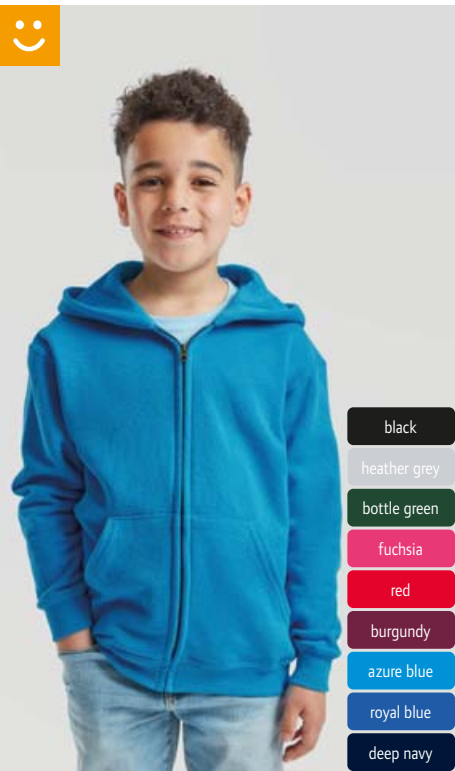 black
heather grey
bottle green
fuchsia
red
burgundy
azure blue
royal blue
deep navy